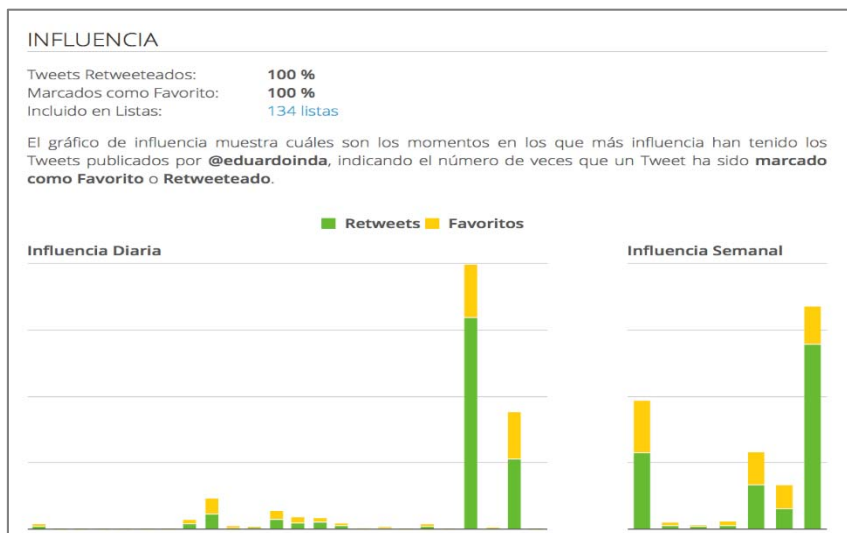 INFLUENCIA
Tweets Retweeteados: 100 %
Marcados como Favorito: 100 %
Incluido en Listas: 134 listas
El gráfico de influencia muestra cuáles son los momentos en los que más influencia han tenido los
Tweets publicados por @eduardoinda, indicando el número de veces que un Tweet ha sido marcado
como Favorito o Retweeteado.
Retweets Favoritos
Influencia Diaria
Influencia Semanal